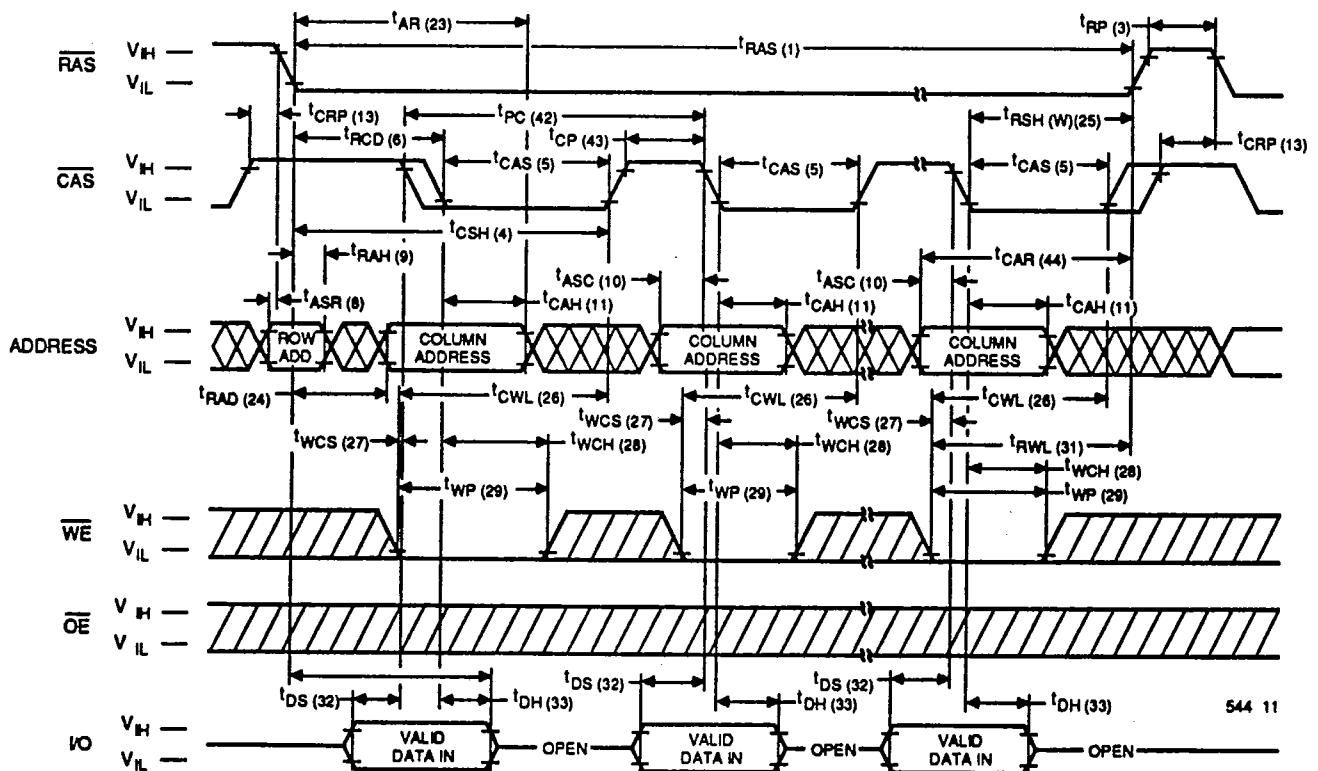 tAR (23)
tRP (3)
RAS
VIH
tRAS (1)
VIL
tCRP (13)
tPC (42)
tRSH (W)(25)
tRCD (6)
tCP (43)
tCRP (13)
CAS
VIH
tCAS (5)
tCAS (5)
tCAS (5)
VIL
tCSH (4)
tRAH (9)
tCAR (44)
tASC (10)
tASC (10)
tASR (8)
tCAH (11)
tCAH (11)
tCAH (11)
ADDRESS
VIH
VIL
ROW ADD
COLUMN ADDRESS
COLUMN ADDRESS
COLUMN ADDRESS
tRAD (24)
tCWL (26)
tCWL (26)
tCWL (26)
tWCS (27)
tWCS (27)
tWCS (27)
tWCH (28)
tWCH (28)
tRWL (31)
tWCH (28)
tWP (29)
tWP (29)
tWP (29)
WE
VIH
VIL
OE
V IH
V IL
tDS (32)
tDH (33)
tDS (32)
tDH (33)
tDS (32)
tDH (33)
544 11
I/O
VIH
VIL
VALID DATA IN
OPEN
VALID DATA IN
OPEN
VALID DATA IN
OPEN